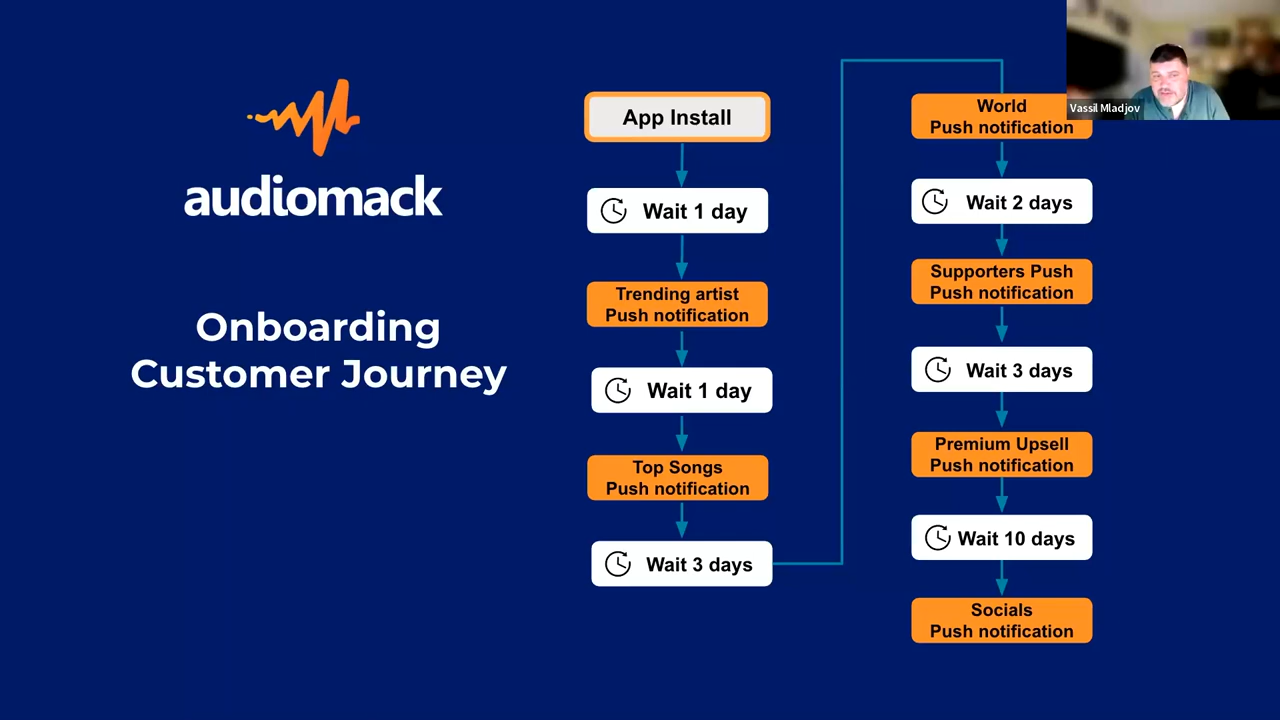 audiomack
Onboarding
Customer Journey
App Install
Wait 1 day
Trending artist
Push notification
Wait 1 day
Top Songs
Push notification
Wait 3 days
World
Push notification
Wait 2 days
Supporters Push
Push notification
Wait 3 days
Premium Upsell
Push notification
Wait 10 days
Socials
Push notification
Vassil Mladjov